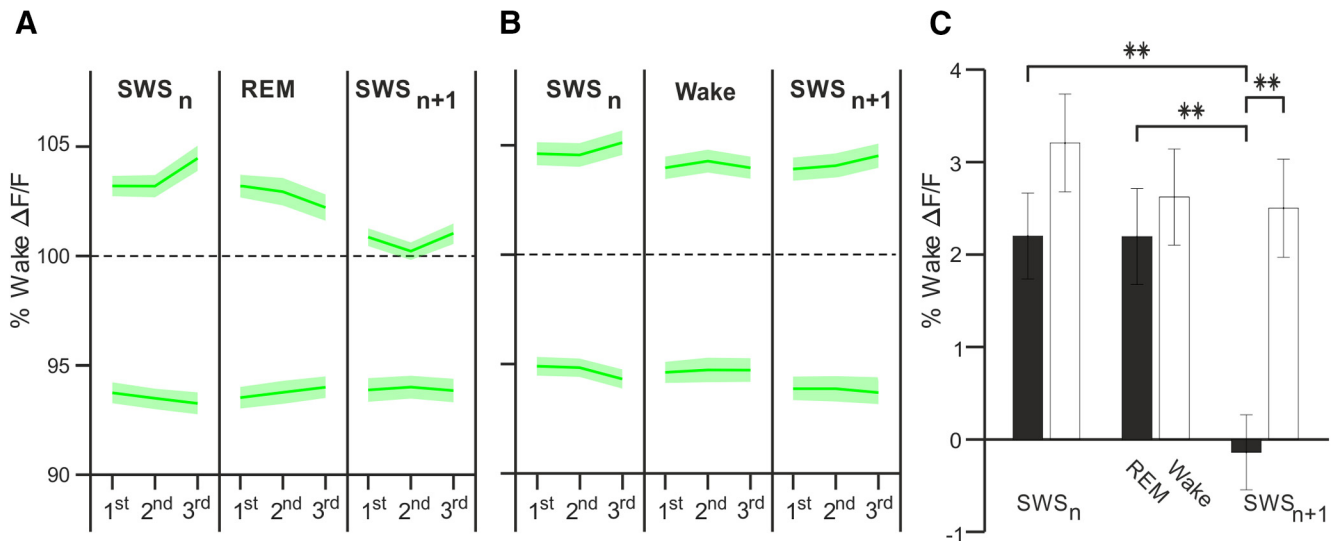 A
B
C
SWS n
REM
SWS n+1
SWS n
Wake
SWS n+1
% Wake ΔF/F
105
100
95
90
1st 2nd 3rd
1st 2nd 3rd
1st 2nd 3rd
1st 2nd 3rd
1st 2nd 3rd
1st 2nd 3rd
% Wake ΔF/F
4
3
2
1
0
-1
**
**
**
SWSn
REM
Wake
SWSn+1